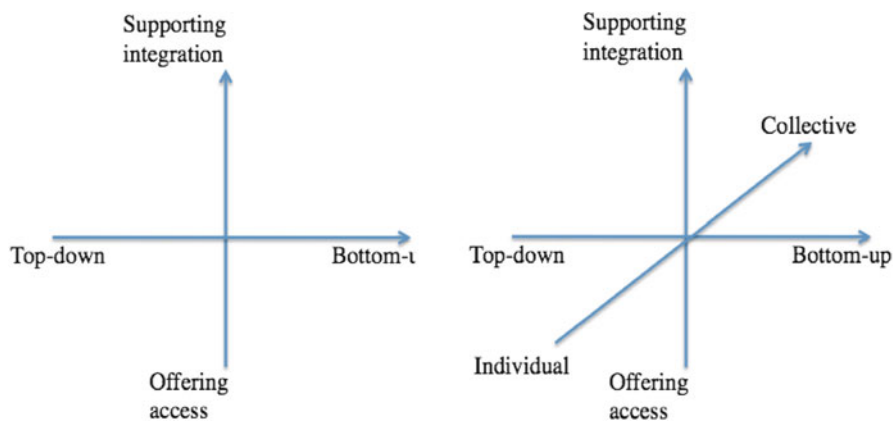 Supporting
integration
Top-down
Bottom-u
Offering
access
Supporting
integration
Collective
Top-down
Bottom-up
Individual
Offering
access